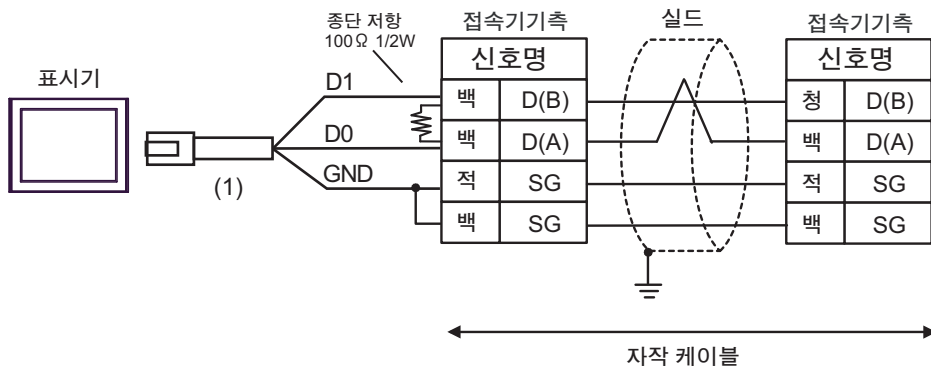 표시기
(1)
종단 저항
100Ω 1/2W
D1
D0
GND
접속기기측
신호명
백 D(B)
백 D(A)
적 SG
백 SG
실드
접속기기측
신호명
청 D(B)
백 D(A)
적 SG
백 SG
자작 케이블